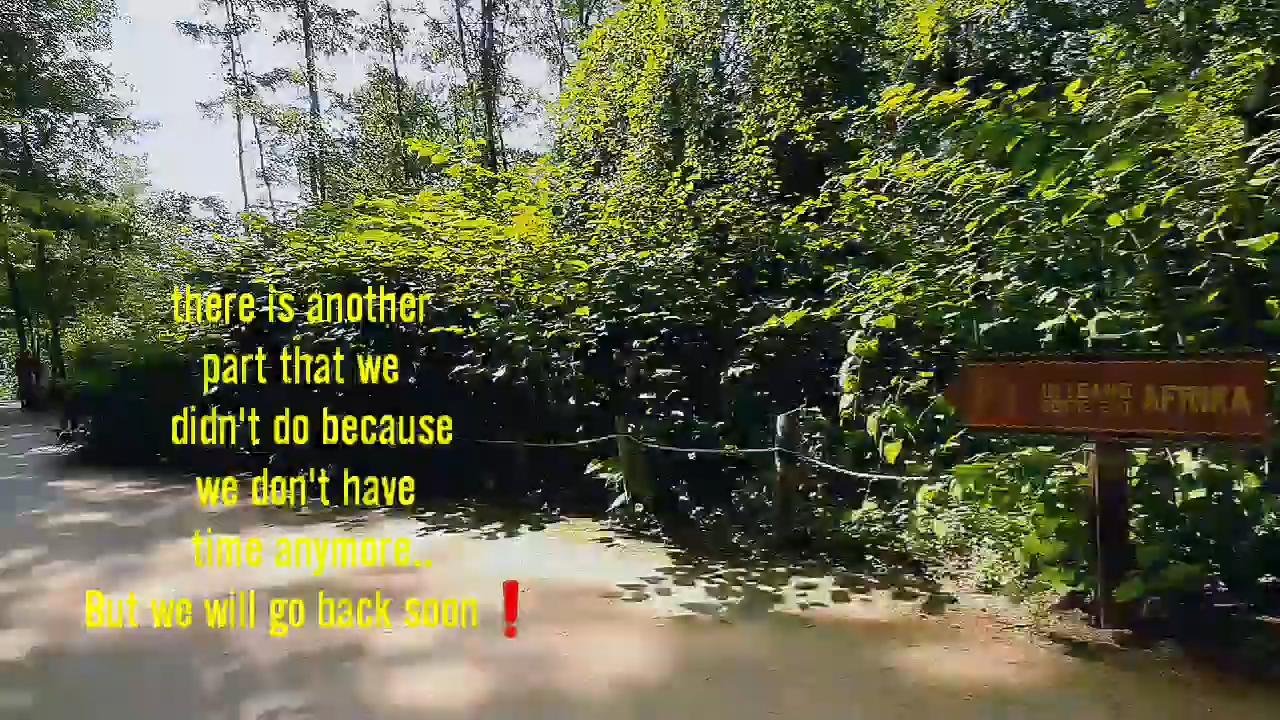 there is another
part that we
didn't do because
we don't have
time anymore..
But we will go back soon❗
AFRIKA